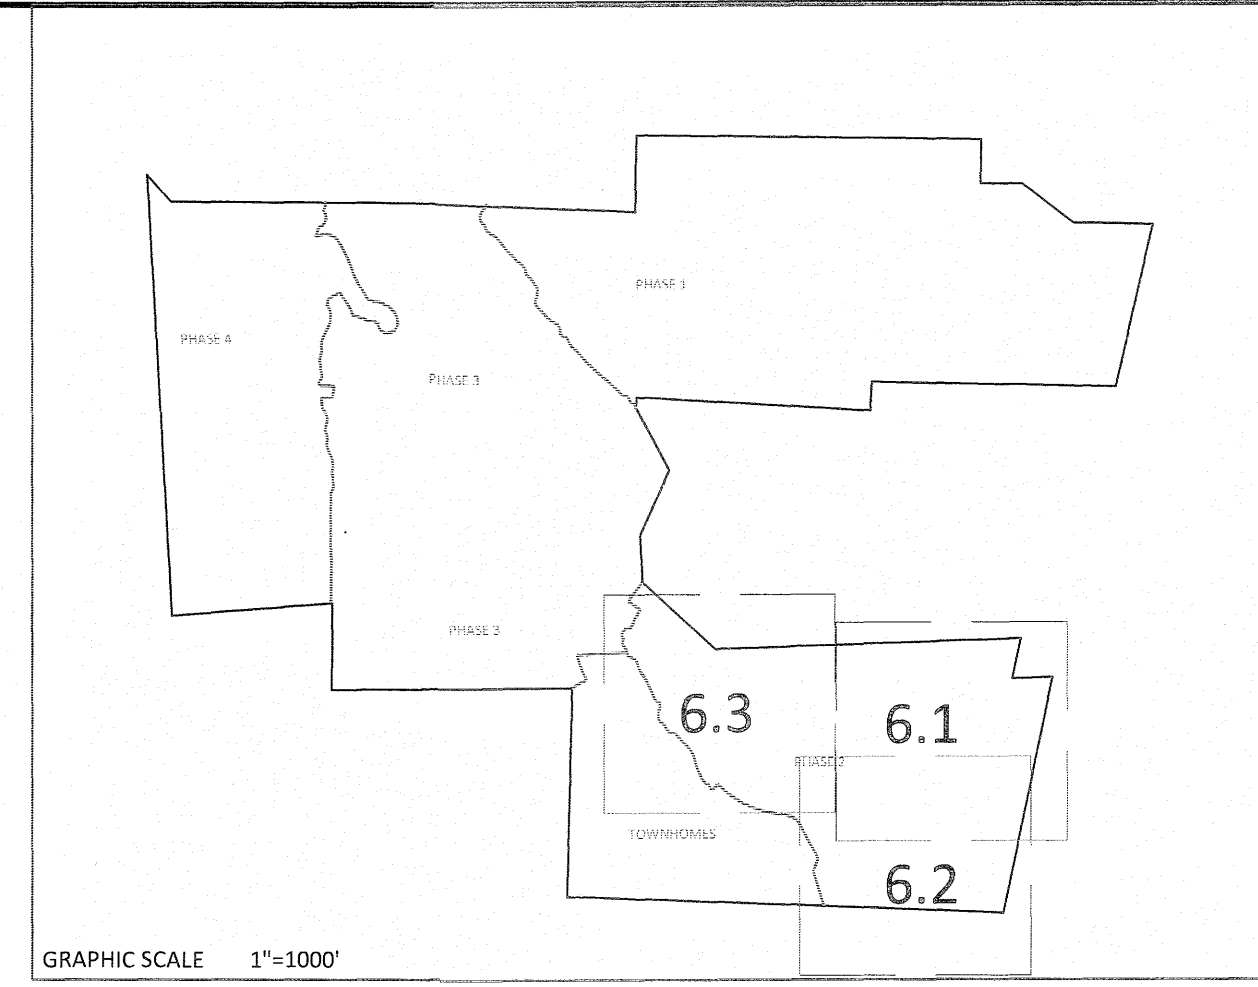 PHASE 1
PHASE 4
PHASE 3
PHASE 3
6.3
6.1
PHASE 2
TOWNHOMES
6.2
GRAPHIC SCALE 1"=1000'